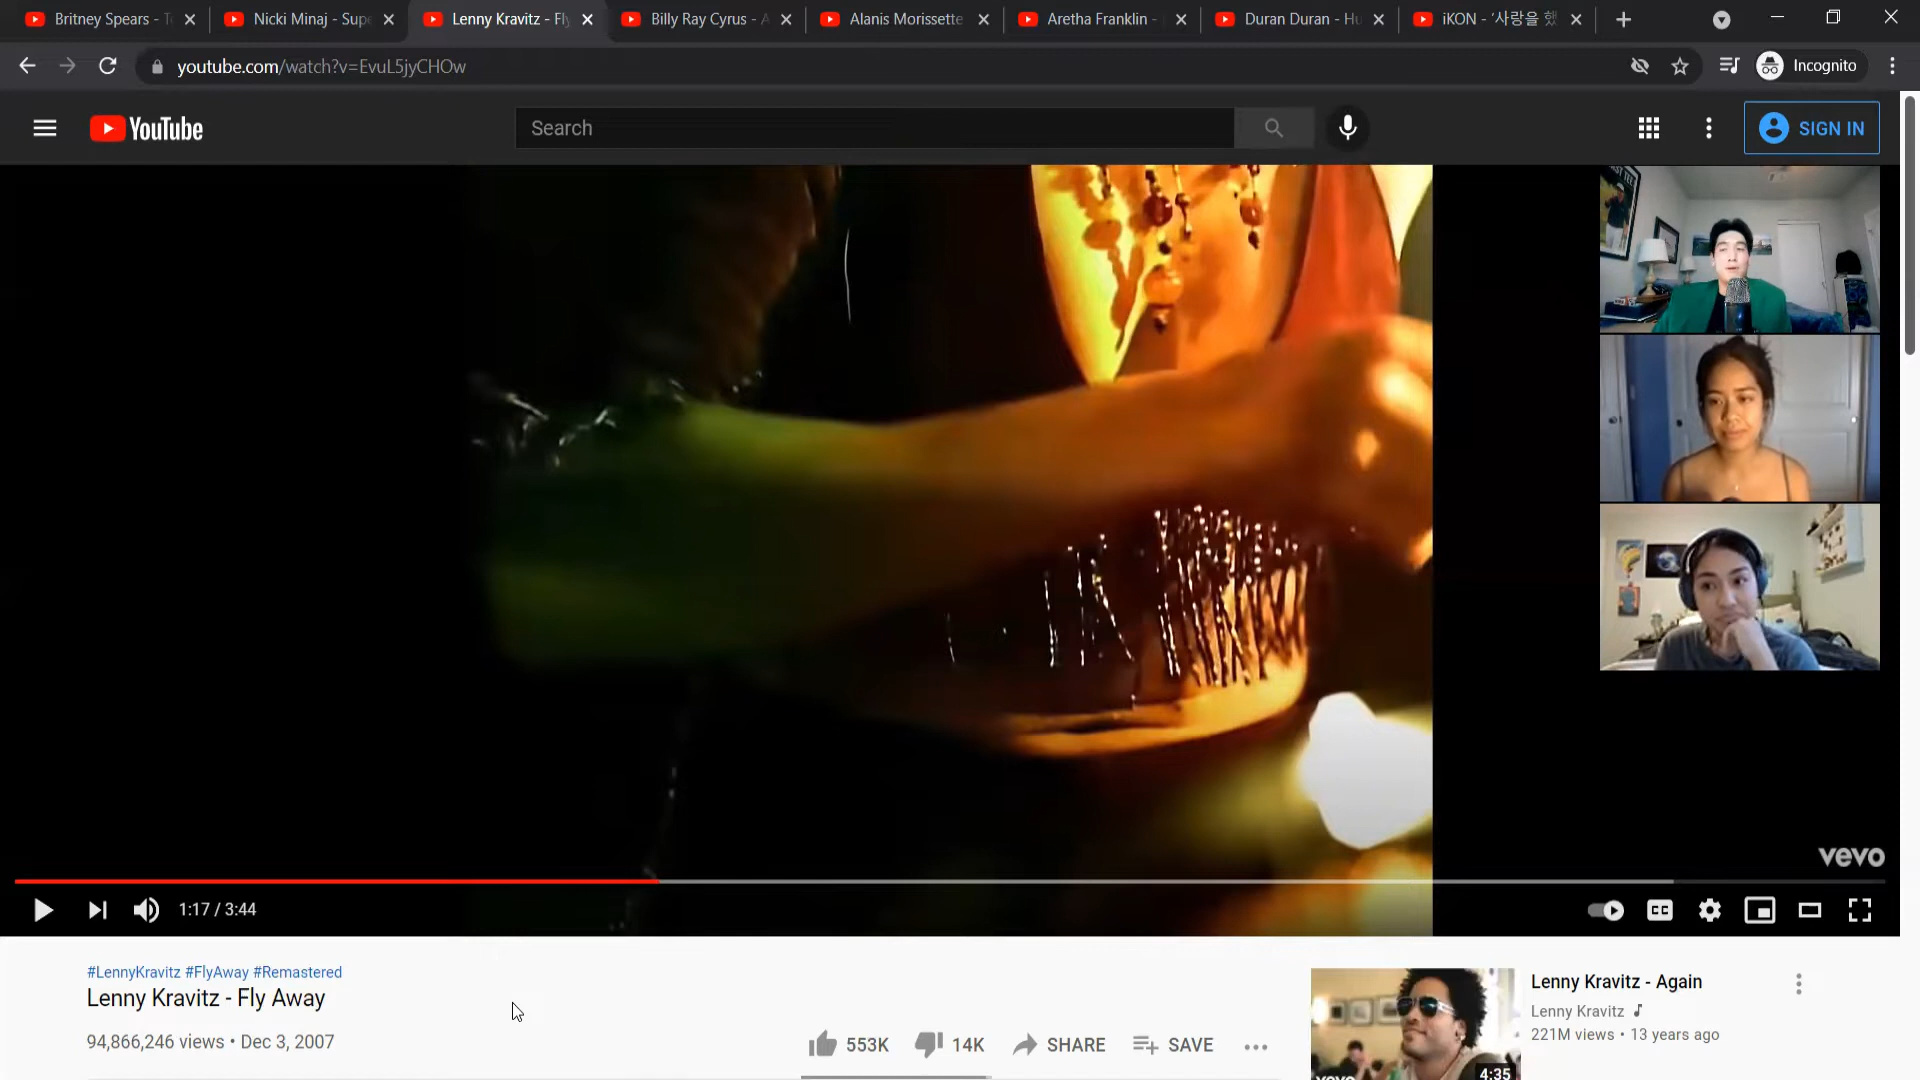 Britney Spears - T
Nicki Minaj - Supe
Lenny Kravitz - Fly
Billy Ray Cyrus - A
Alanis Morissette
Aretha Franklin -
Duran Duran - Hu
iKON - ‘사랑을 했
youtube.com/watch?v=EvuL5jyCHOw
Incognito
YouTube
Search
SIGN IN
vevo
1:17 / 3:44
CC
#LennyKravitz #FlyAway #Remastered
Lenny Kravitz - Fly Away
94,866,246 views • Dec 3, 2007
553K
14K
SHARE
SAVE
Lenny Kravitz - Again
Lenny Kravitz
221M views • 13 years ago
4:35
vevo